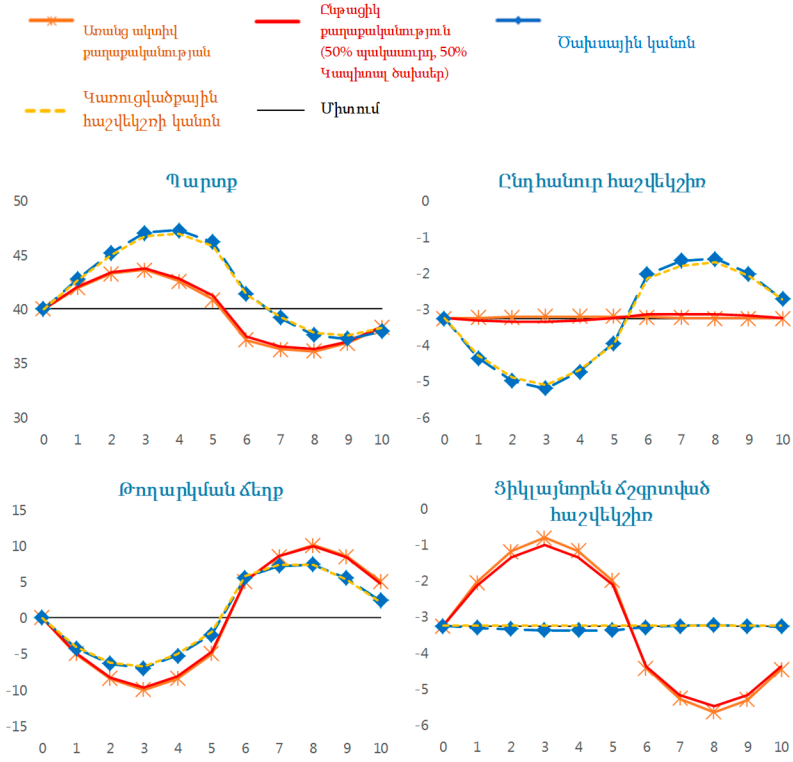 Առանց ակտիվ
քաղաքականության
Ընթացիկ
քաղաքականություն
(50% պակասուրդ, 50%
Կապիտալ ծախսեր)
Ծախսային կանոն
Կառուցվածքային
հաշվեկշռի կանոն
Միտում
Պարտք
50
45
40
35
30
0 1 2 3 4 5 6 7 8 9 10
Ընդհանուր հաշվեկշիռ
0
-1
-2
-3
-4
-5
-6
0 1 2 3 4 5 6 7 8 9 10
Թողարկման ճեղք
15
10
5
0
-5
-10
-15
0 1 2 3 4 5 6 7 8 9 10
Ցիկլայնորեն ճշգրտված
հաշվեկշիռ
0
-1
-2
-3
-4
-5
-6
0 1 2 3 4 5 6 7 8 9 10